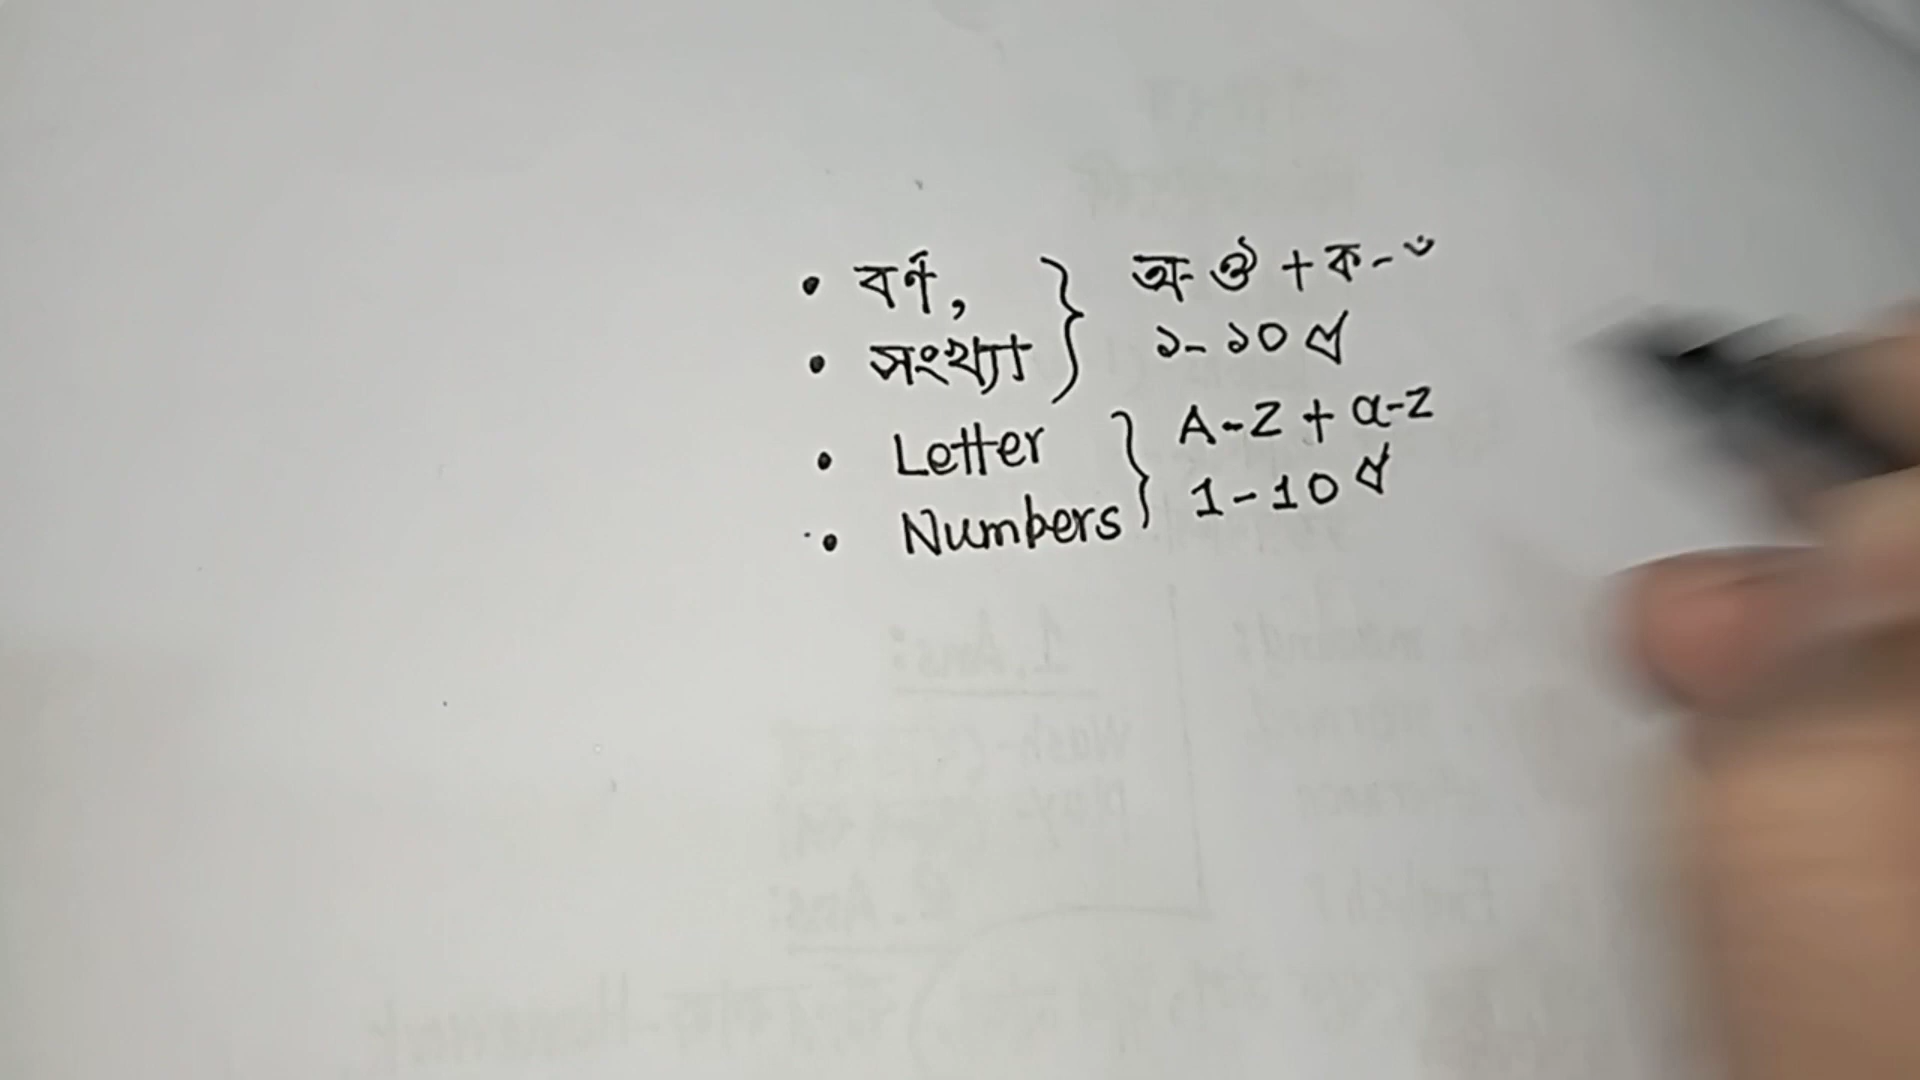 • বর্ণ, } অ-ঔ + ক-ঁ
• সংখ্যা } ১-১০
• Letter } A-Z + a-z
• Numbers } 1-10